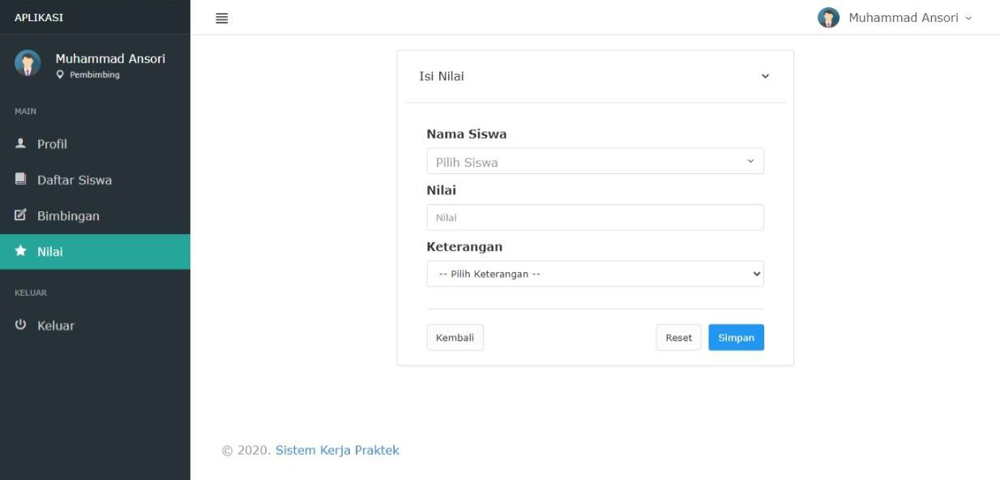 APLIKASI
Muhammad Ansori
Muhammad Ansori
Pembimbing
MAIN
Profil
Daftar Siswa
Bimbingan
Nilai
KELUAR
Keluar
Isi Nilai
Nama Siswa
Pilih Siswa
Nilai
Nilai
Keterangan
-- Pilih Keterangan --
Kembali
Reset
Simpan
© 2020. Sistem Kerja Praktek